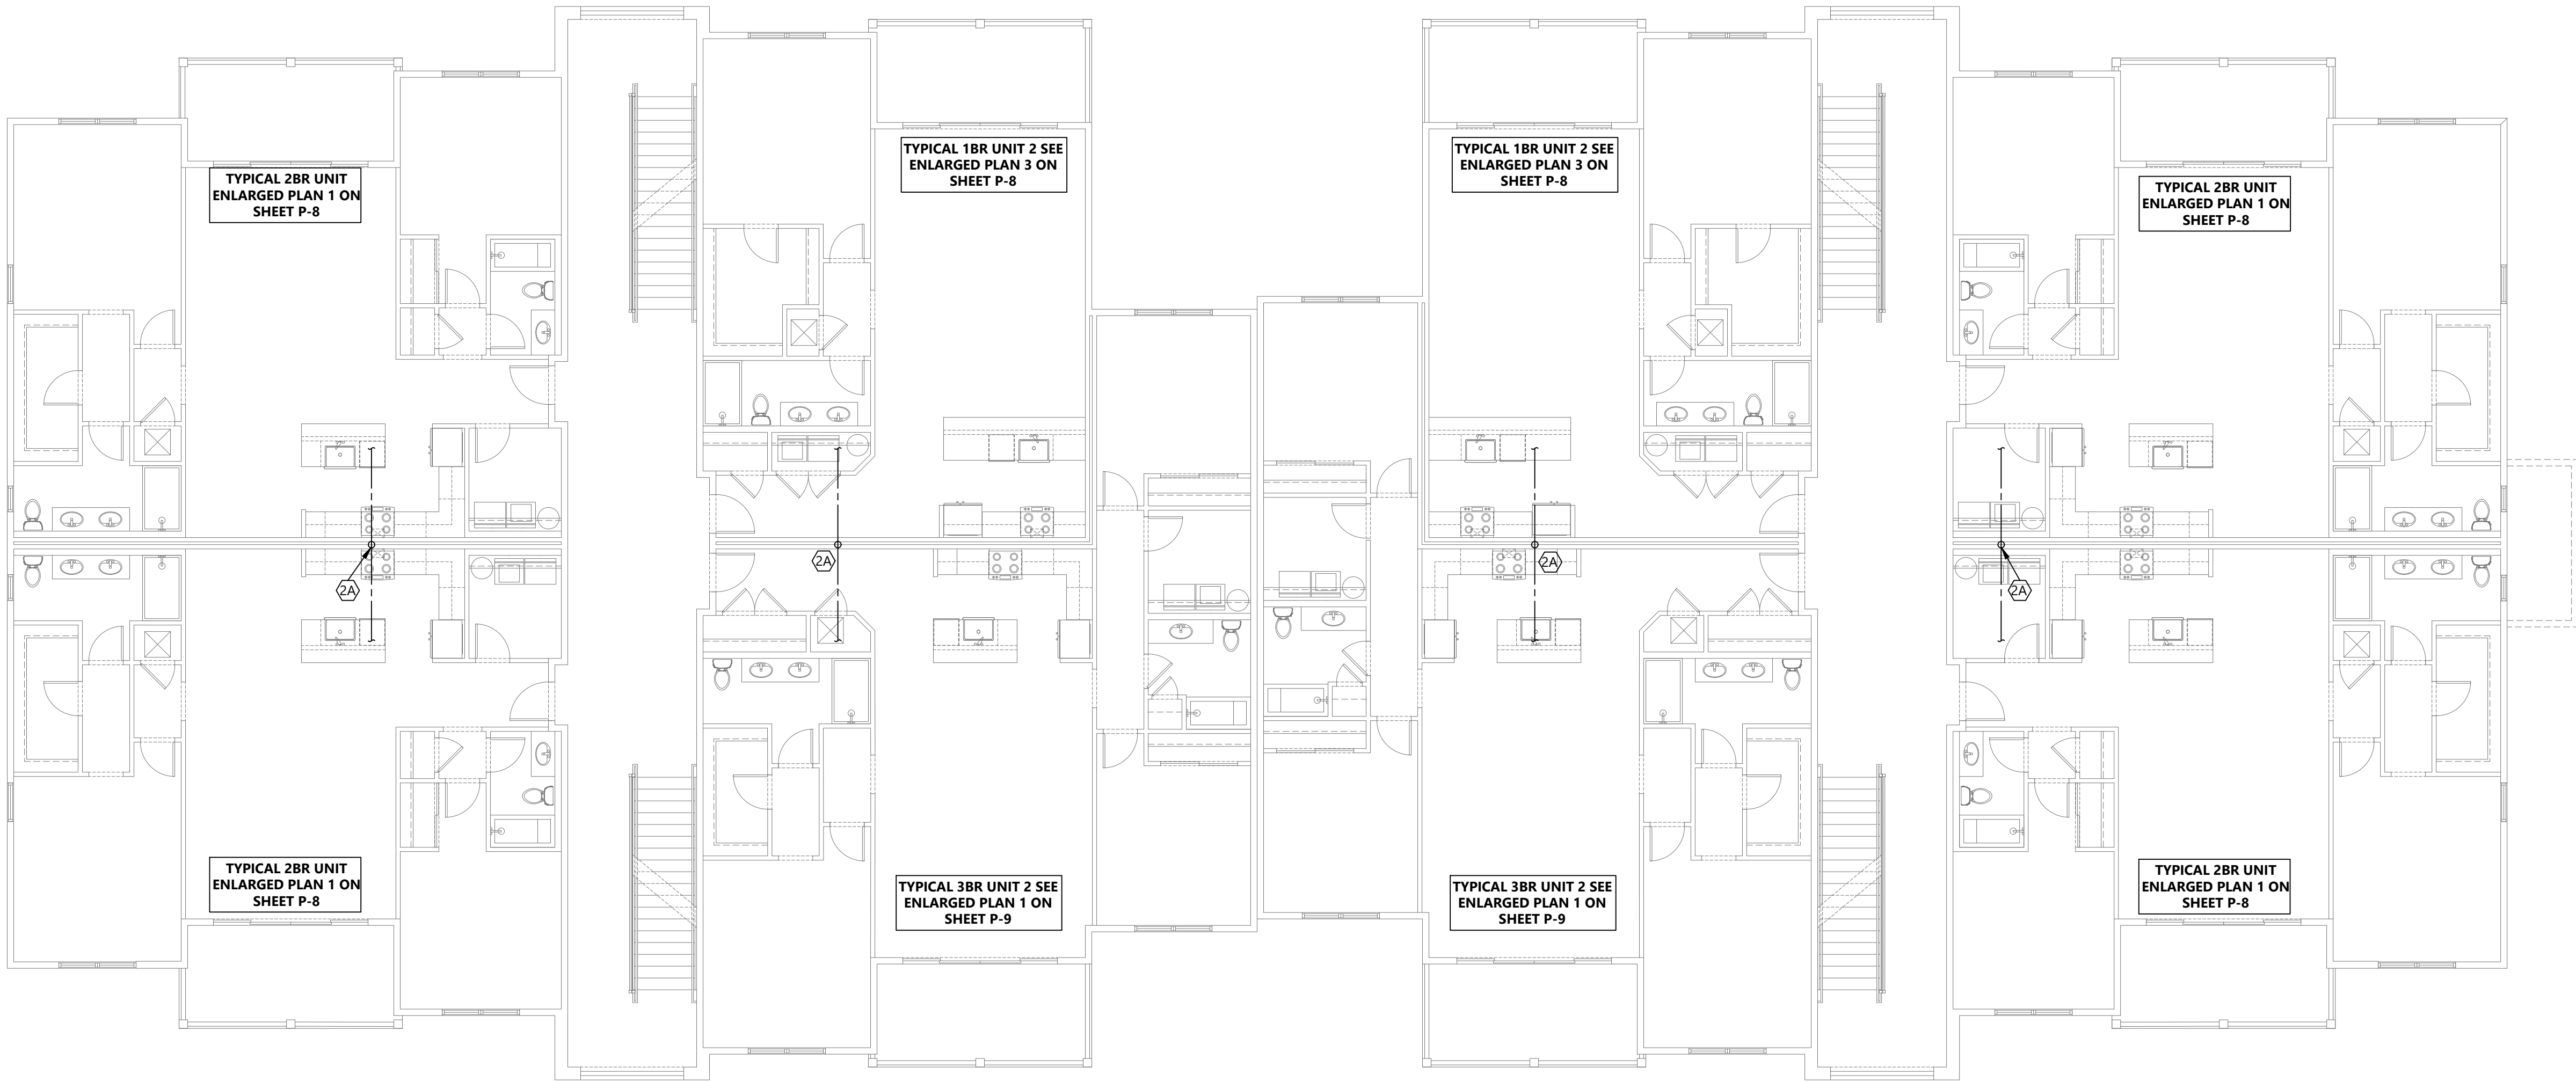 TYPICAL 2BR UNIT
ENLARGED PLAN 1 ON
SHEET P-8
TYPICAL 1BR UNIT 2 SEE
ENLARGED PLAN 3 ON
SHEET P-8
TYPICAL 1BR UNIT 2 SEE
ENLARGED PLAN 3 ON
SHEET P-8
TYPICAL 2BR UNIT
ENLARGED PLAN 1 ON
SHEET P-8
2A
2A
2A
2A
TYPICAL 2BR UNIT
ENLARGED PLAN 1 ON
SHEET P-8
TYPICAL 3BR UNIT 2 SEE
ENLARGED PLAN 1 ON
SHEET P-9
TYPICAL 3BR UNIT 2 SEE
ENLARGED PLAN 1 ON
SHEET P-9
TYPICAL 2BR UNIT
ENLARGED PLAN 1 ON
SHEET P-8